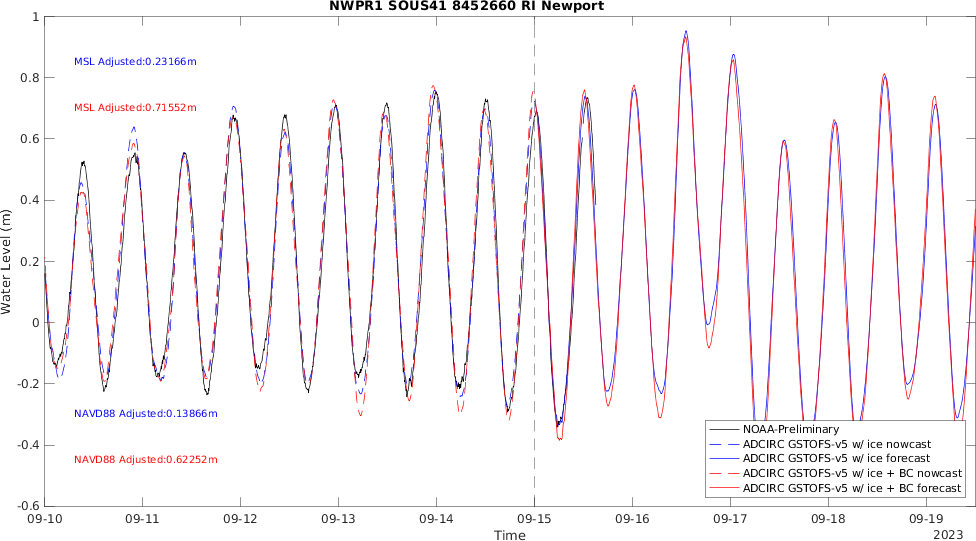 NWPR1 SOUS41 8452660 RI Newport
1
0.8
0.6
0.4
0.2
0
-0.2
-0.4
-0.6
Water Level (m)
MSL Adjusted:0.23166m
MSL Adjusted:0.71552m
NAVD88 Adjusted:0.13866m
NAVD88 Adjusted:0.62252m
NOAA-Preliminary
ADCIRC GSTOFS-v5 w/ ice nowcast
ADCIRC GSTOFS-v5 w/ ice forecast
ADCIRC GSTOFS-v5 w/ ice + BC nowcast
ADCIRC GSTOFS-v5 w/ ice + BC forecast
09-10 09-11 09-12 09-13 09-14 09-15 09-16 09-17 09-18 09-19
Time
2023